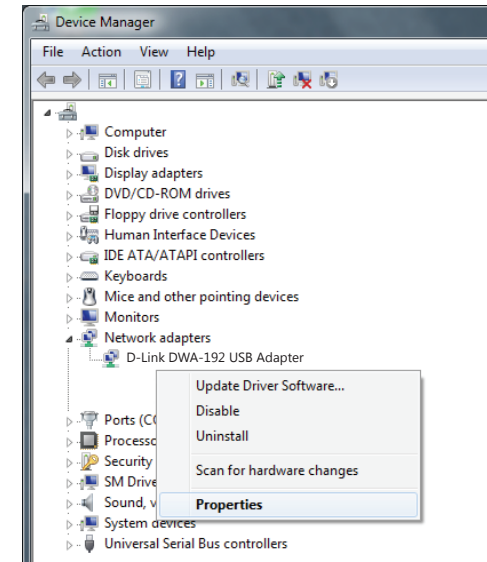 Device Manager
File Action View Help
Computer
Disk drives
Display adapters
DVD/CD-ROM drives
Floppy drive controllers
Human Interface Devices
IDE ATA/ATAPI controllers
Keyboards
Mice and other pointing devices
Monitors
Network adapters
D-Link DWA-192 USB Adapter
Update Driver Software...
Disable
Uninstall
Scan for hardware changes
Properties
Ports (CO
Processo
Security
SM Drive
Sound, v
System devices
Universal Serial Bus controllers